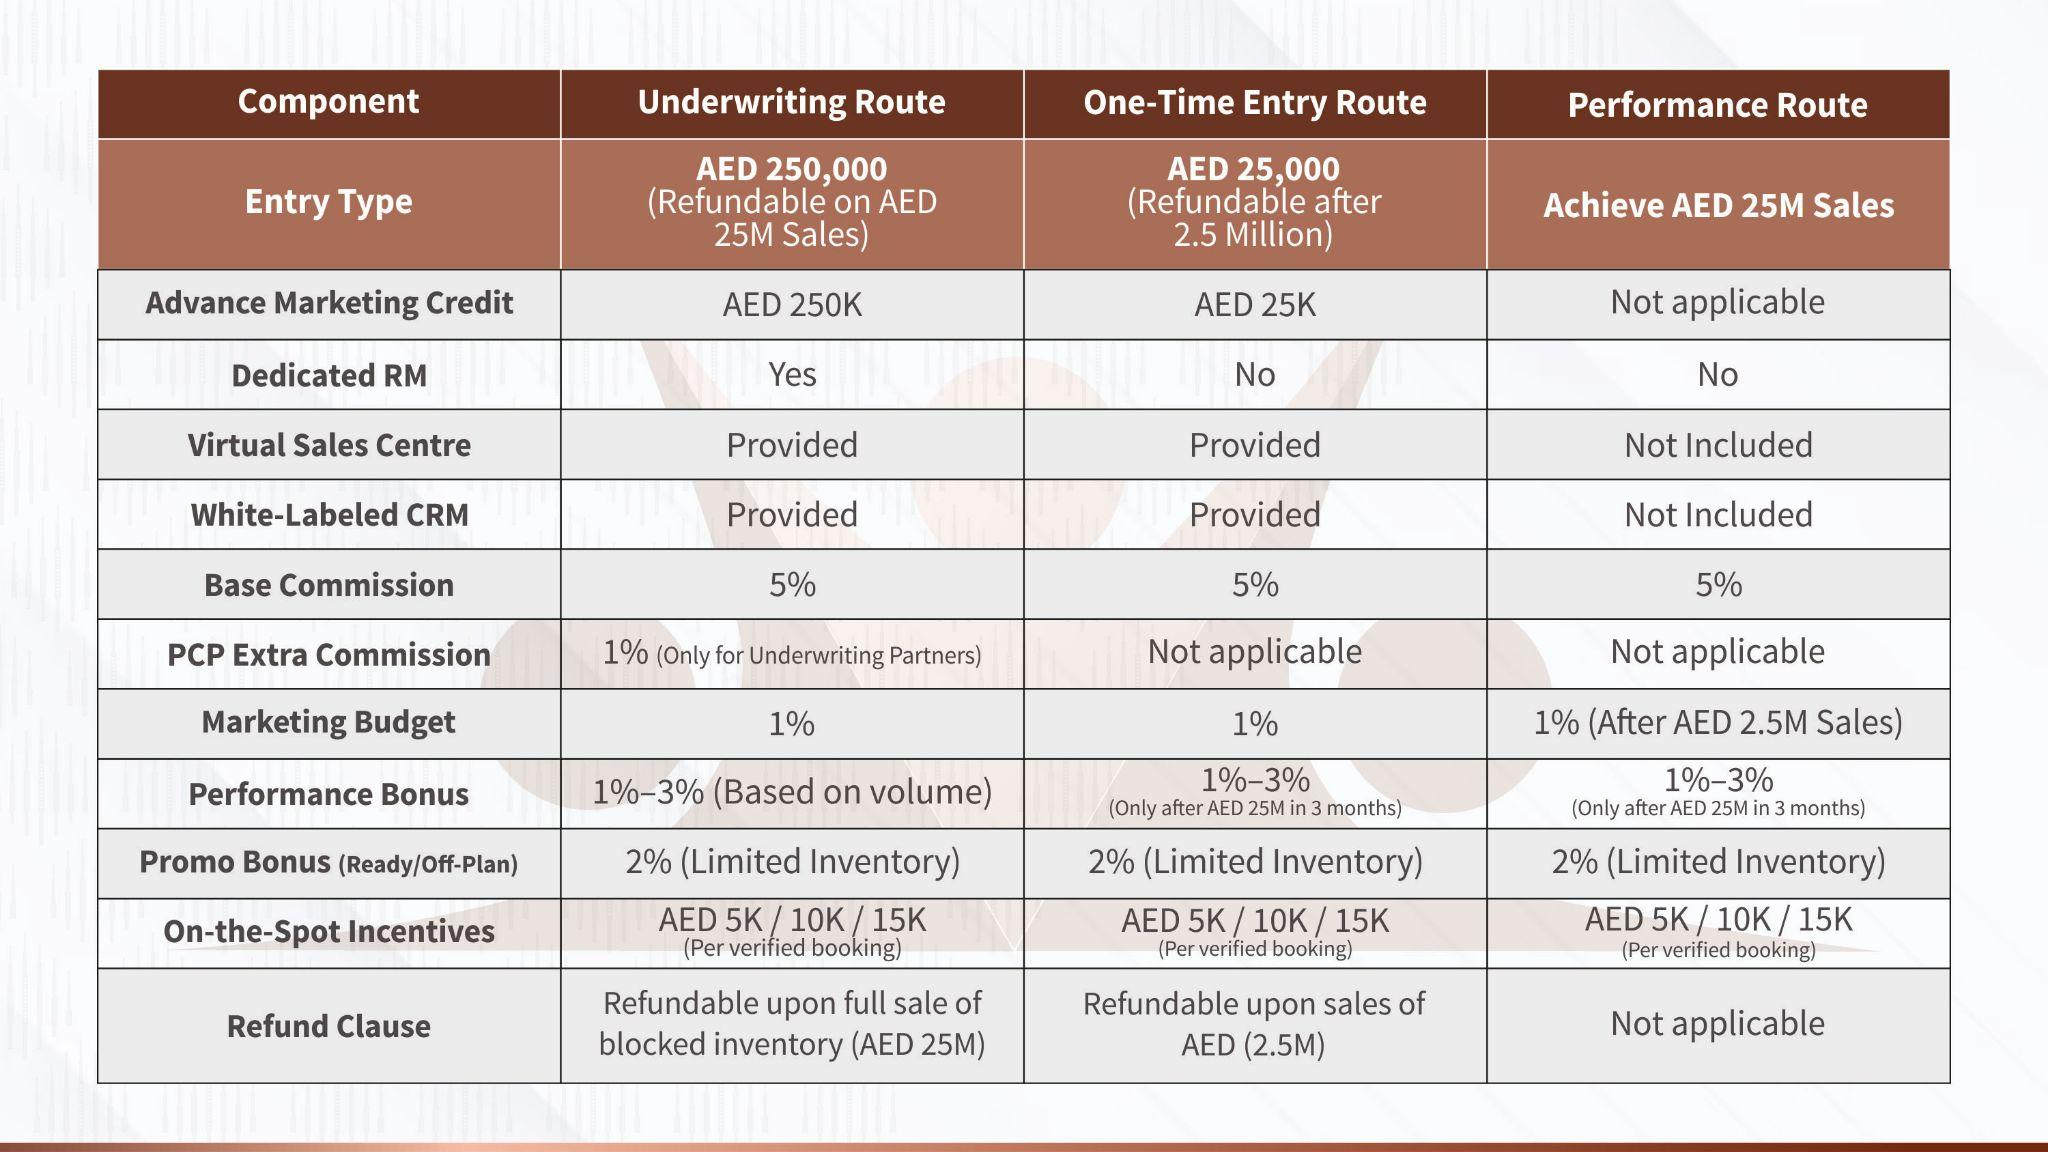 Component
Underwriting Route
One-Time Entry Route
Performance Route
Entry Type
AED 250,000
(Refundable on AED
25M Sales)
AED 25,000
(Refundable after
2.5 Million)
Achieve AED 25M Sales
Advance Marketing Credit
AED 250K
AED 25K
Not applicable
Dedicated RM
Yes
No
No
Virtual Sales Centre
Provided
Provided
Not Included
White-Labeled CRM
Provided
Provided
Not Included
Base Commission
5%
5%
5%
PCP Extra Commission
1% (Only for Underwriting Partners)
Not applicable
Not applicable
Marketing Budget
1%
1%
1% (After AED 2.5M Sales)
Performance Bonus
1%–3% (Based on volume)
1%–3%
(Only after AED 25M in 3 months)
1%–3%
(Only after AED 25M in 3 months)
Promo Bonus (Ready/Off-Plan)
2% (Limited Inventory)
2% (Limited Inventory)
2% (Limited Inventory)
On-the-Spot Incentives
AED 5K / 10K / 15K
(Per verified booking)
AED 5K / 10K / 15K
(Per verified booking)
AED 5K / 10K / 15K
(Per verified booking)
Refund Clause
Refundable upon full sale of
blocked inventory (AED 25M)
Refundable upon sales of
AED (2.5M)
Not applicable